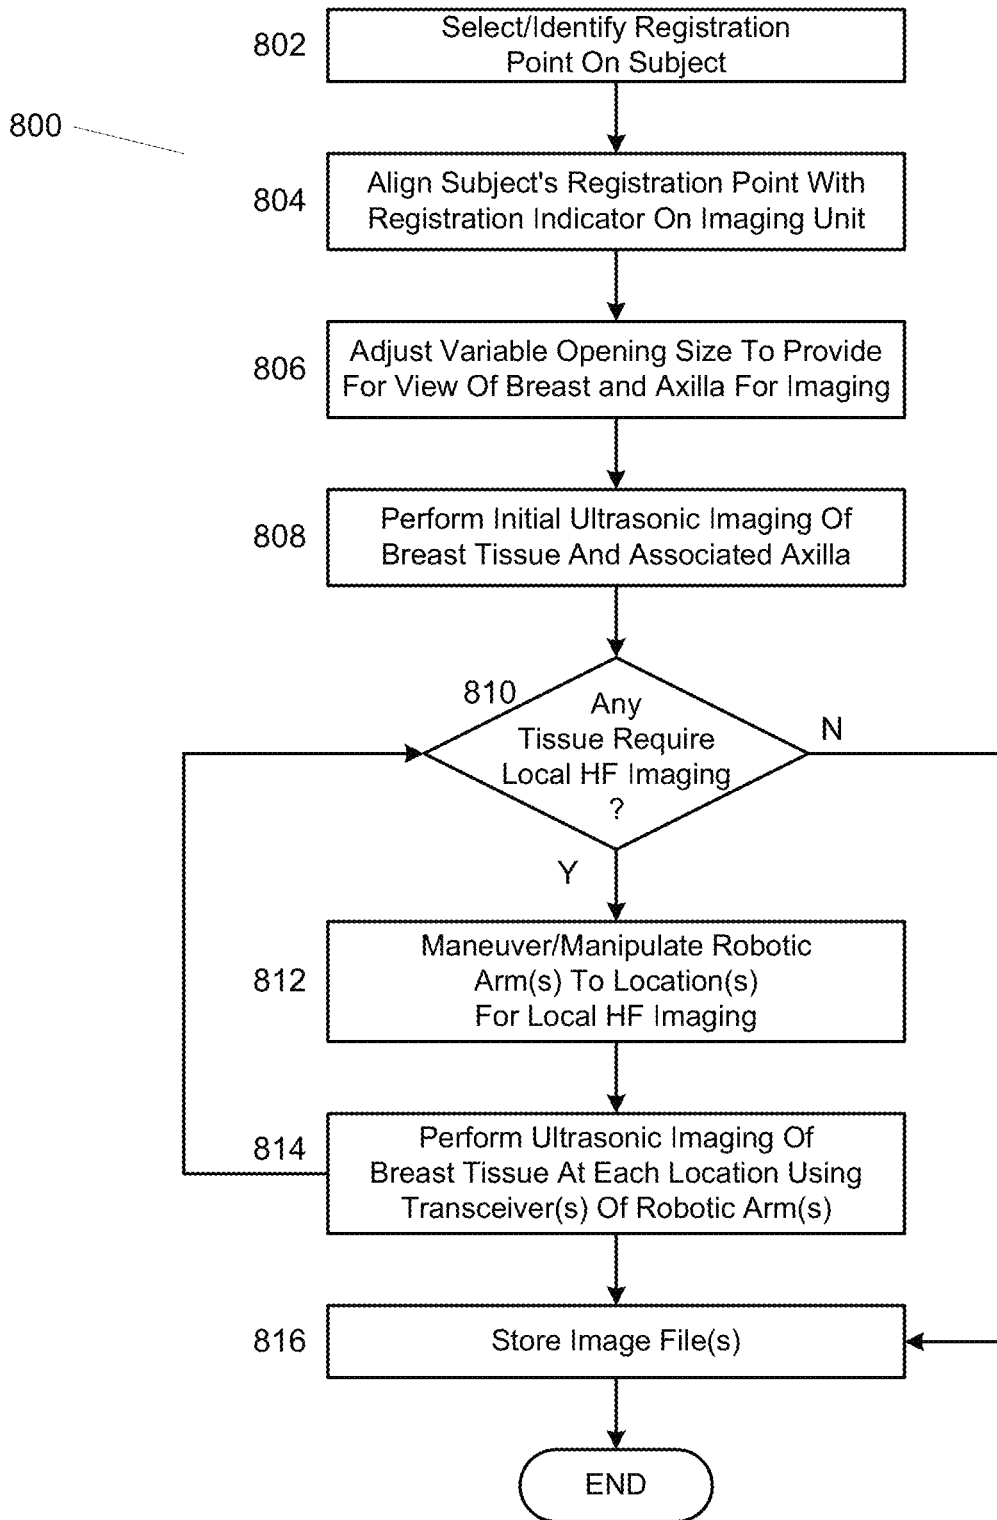 802
Select/Identify Registration
Point On Subject
800
804
Align Subject's Registration Point With
Registration Indicator On Imaging Unit
806
Adjust Variable Opening Size To Provide
For View Of Breast and Axilla For Imaging
808
Perform Initial Ultrasonic Imaging Of
Breast Tissue And Associated Axilla
810
Any
Tissue Require
Local HF Imaging
?
N
Y
812
Maneuver/Manipulate Robotic
Arm(s) To Location(s)
For Local HF Imaging
814
Perform Ultrasonic Imaging Of
Breast Tissue At Each Location Using
Transceiver(s) Of Robotic Arm(s)
816
Store Image File(s)
END